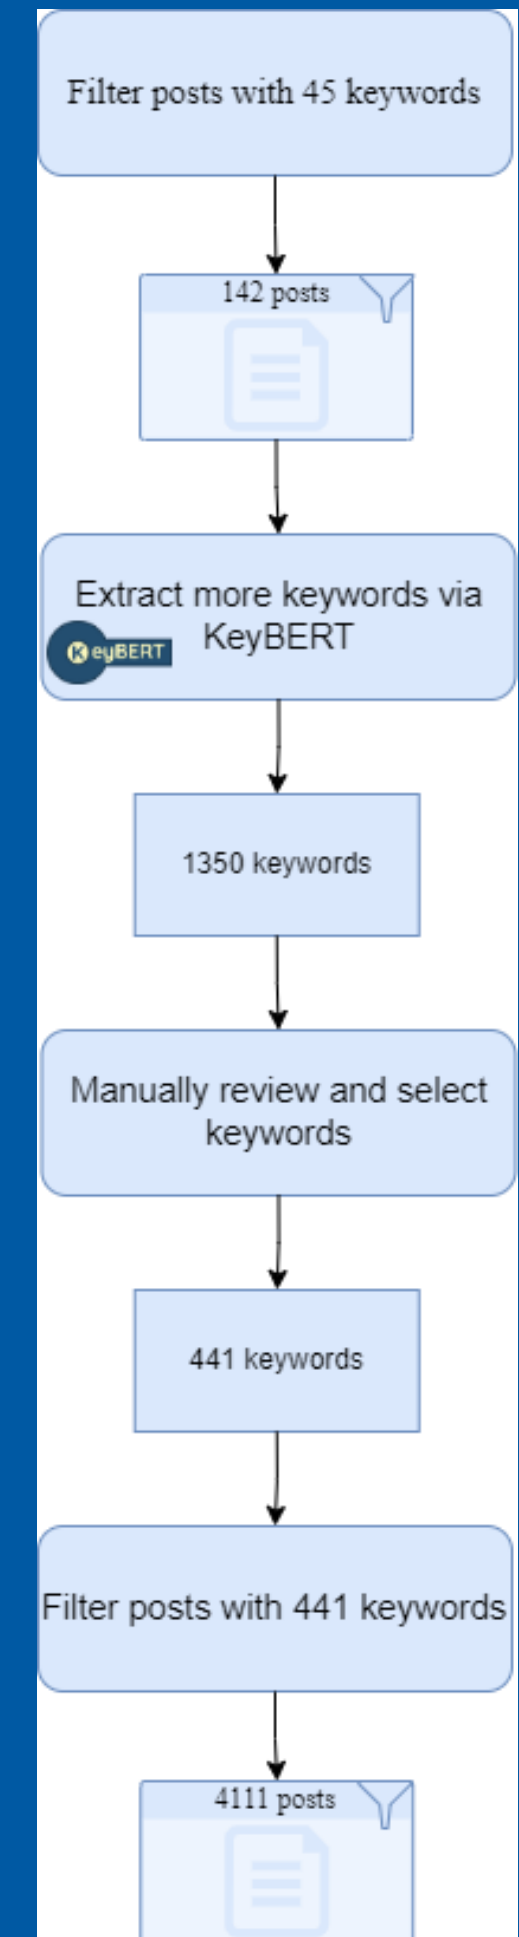 Filter posts with 45 keywords
142 posts
Extract more keywords via
KeyBERT
KeyBERT
1350 keywords
Manually review and select
keywords
441 keywords
Filter posts with 441 keywords
4111 posts